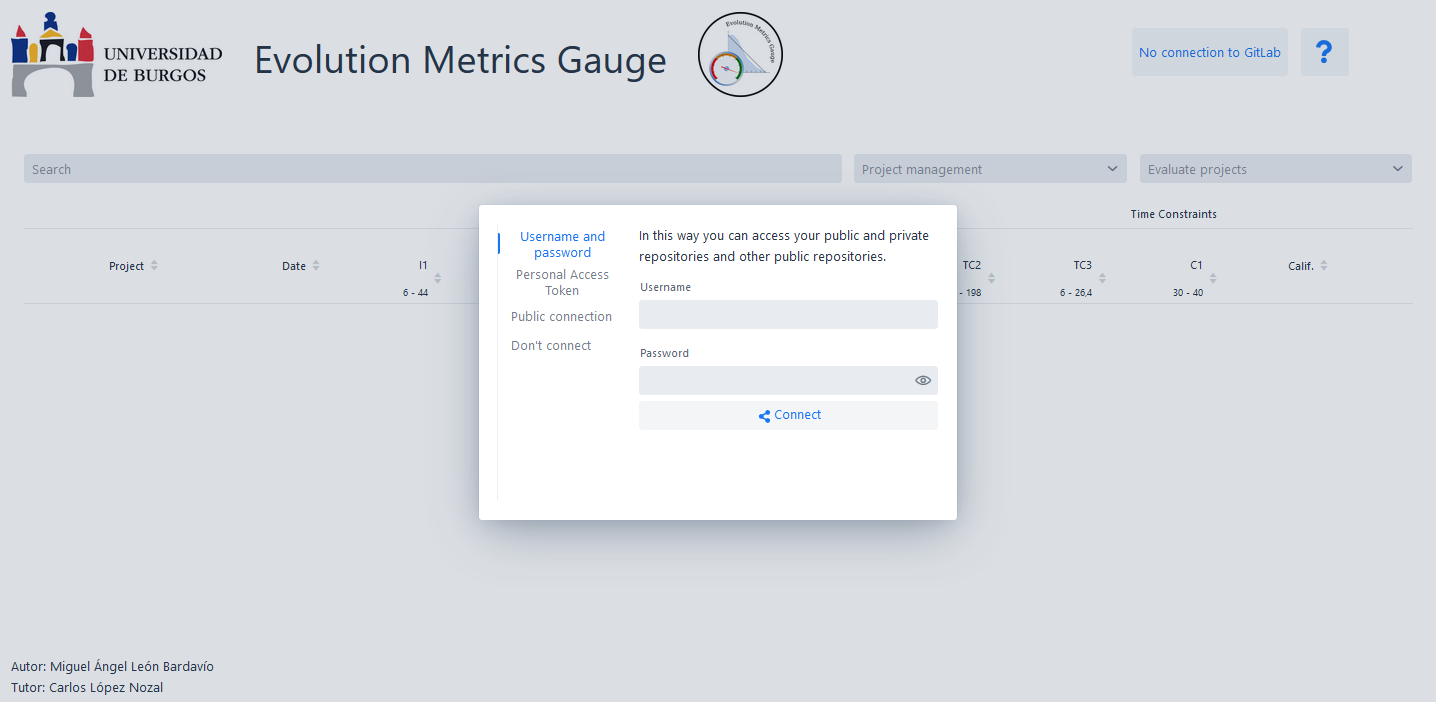 UNIVERSIDAD
DE BURGOS
Evolution Metrics Gauge
Evolution Metrics Gauge
No connection to GitLab
?
Search
Project management
Evaluate projects
Time Constraints
Project
Date
I1
6 - 44
TC2
- 198
TC3
6 - 26,4
C1
30 - 40
Calif.
Username and
password
Personal Access
Token
Public connection
Don't connect
In this way you can access your public and private
repositories and other public repositories.
Username
Password
Connect
Autor: Miguel Ángel León Bardavío
Tutor: Carlos López Nozal